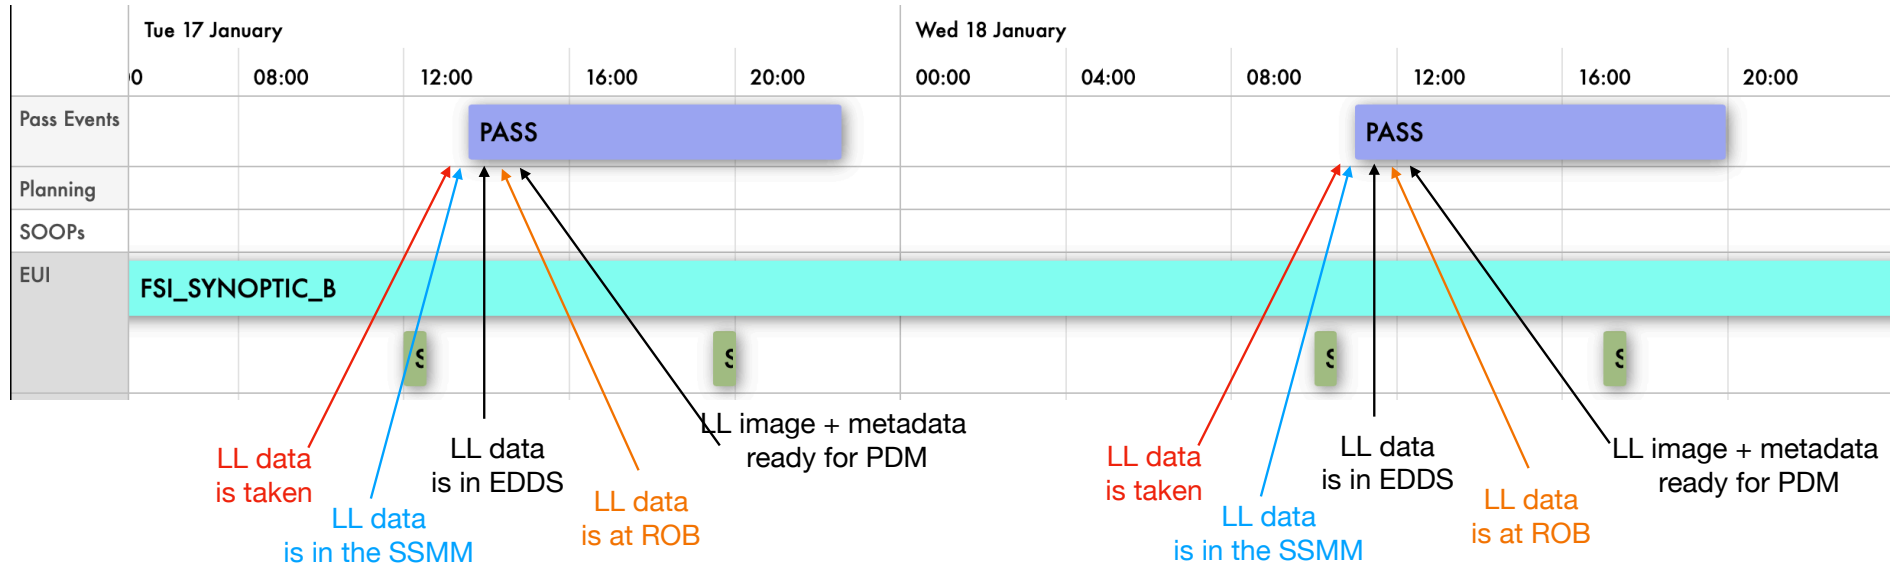 Tue 17 January
Wed 18 January
00 08:00 12:00 16:00 20:00 00:00 04:00 08:00 12:00 16:00 20:00
Pass Events
PASS
PASS
Planning
SOOPs
EUI
FSI_SYNOPTIC_B
S
S
S
S
LL data
is taken
LL data
is in the SSMM
LL data
is in EDDS
LL data
is at ROB
LL image + metadata
ready for PDM
LL data
is taken
LL data
is in the SSMM
LL data
is in EDDS
LL data
is at ROB
LL image + metadata
ready for PDM